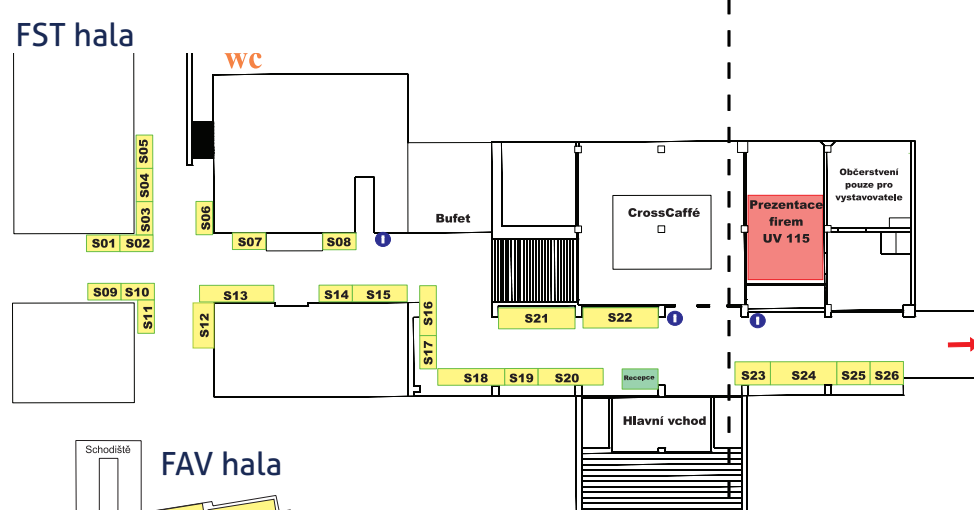 FST hala
wc
S05
S04
S03
S01 S02
S06
S07
S08
Bufet
CrossCaffé
Prezentace
firem
UV 115
Občerstvení
pouze pro
vystavovatele
S09 S10
S11
S13
S12
S14 S15
S16
S17
S21
S22
S18 S19 S20
Recepce
S23 S24 S25 S26
Hlavní vchod
Schodiště
FAV hala